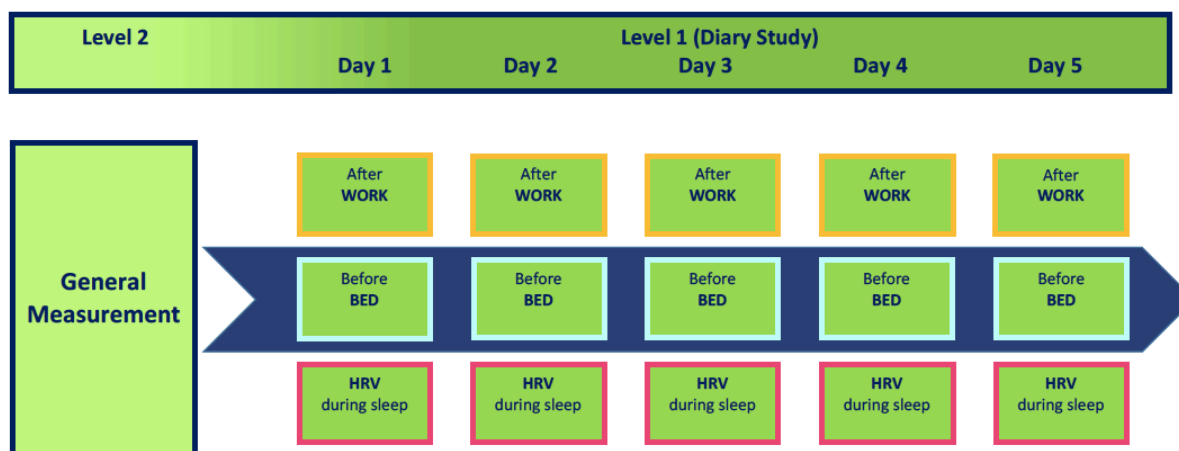 Level 2
Level 1 (Diary Study)
Day 1 Day 2 Day 3 Day 4 Day 5
General
Measurement
After
WORK
After
WORK
After
WORK
After
WORK
After
WORK
Before
BED
Before
BED
Before
BED
Before
BED
Before
BED
HRV
during sleep
HRV
during sleep
HRV
during sleep
HRV
during sleep
HRV
during sleep